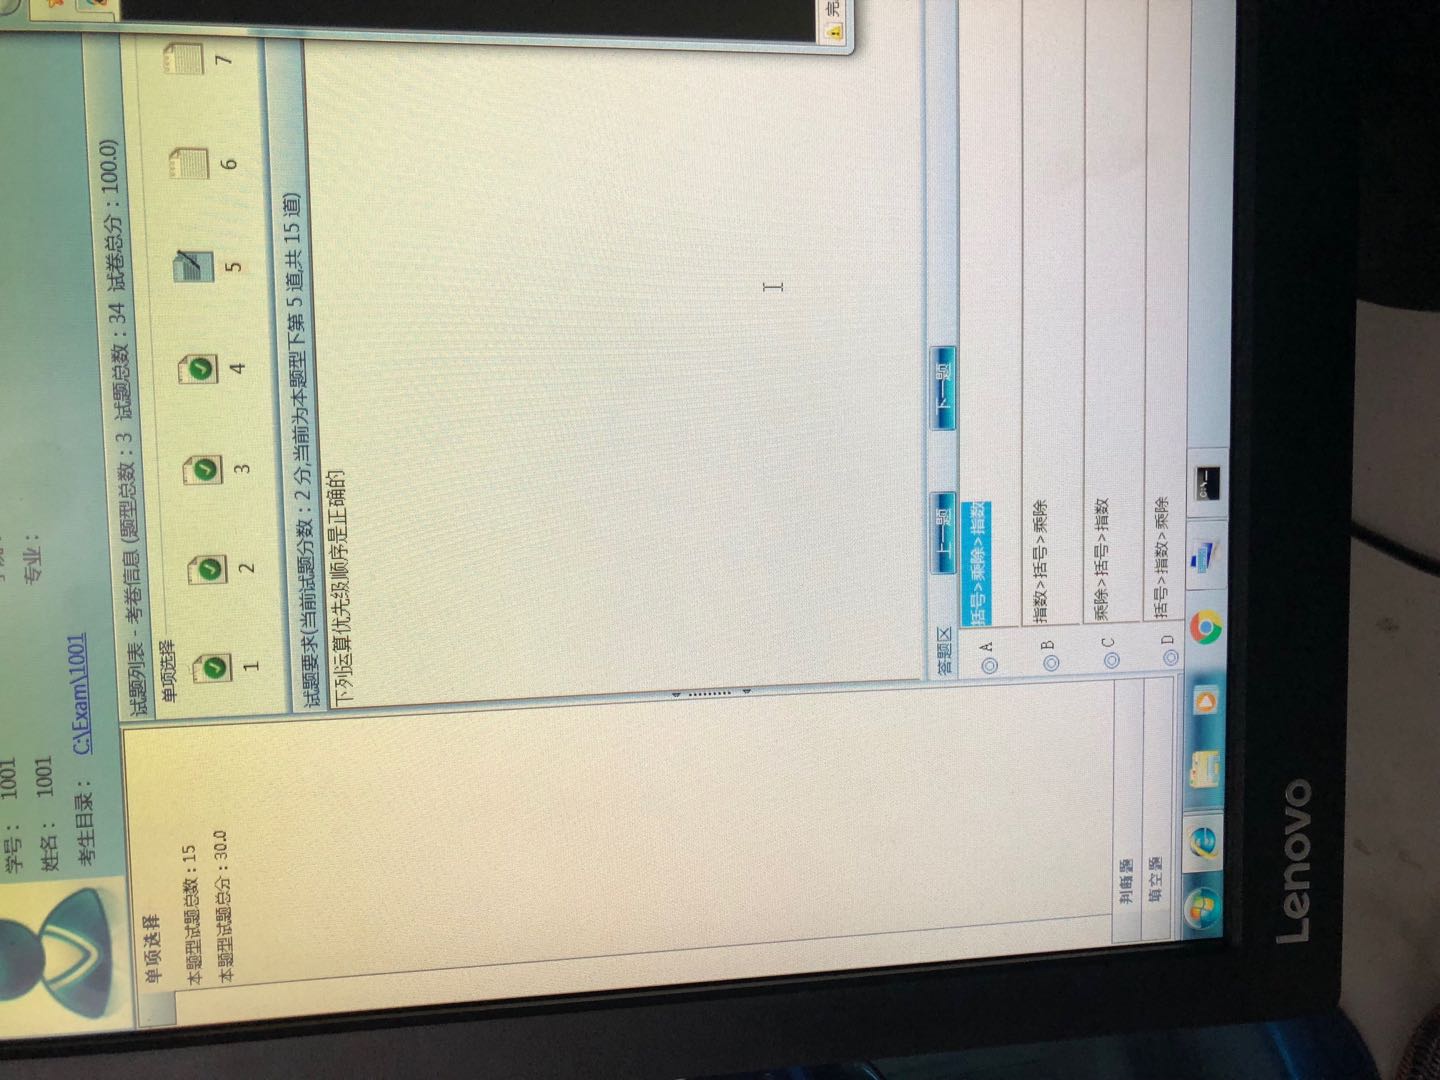 学号： 1001
姓名： 1001
专业：
考生目录： C:\Exam\1001
单项选择
本题型试题总数：15
本题型试题总分：30.0
试题列表 - 考卷信息 (题型总数：3 试题总数：34 试卷总分：100.0)
单项选择
1 2 3 4 5 6 7
试题要求(当前试题分数：2 分,当前为本题型下第 5 道,共 15 道)
下列运算优先级顺序是正确的
完
答题区 上一题 下一题
A 括号>乘除>指数
B 指数>括号>乘除
C 乘除>括号>指数
D 括号>指数>乘除
判断题
填空题
C:\_
Lenovo